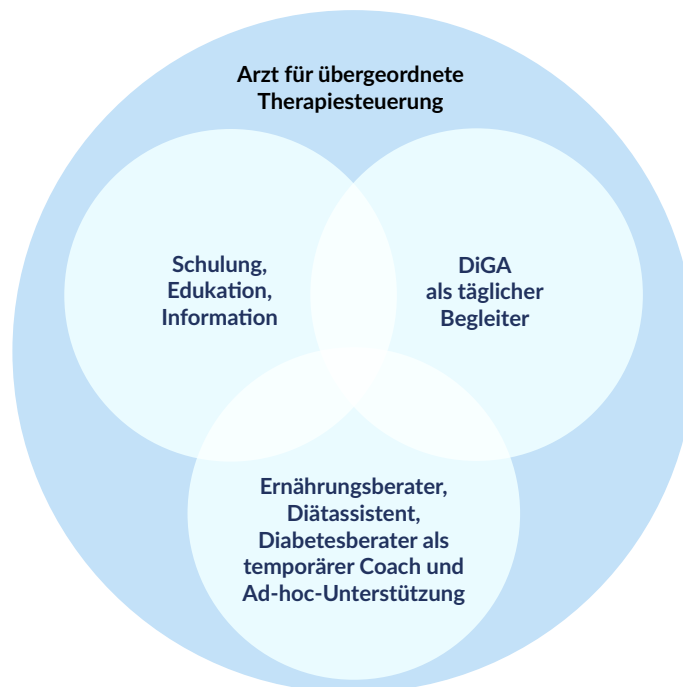 Arzt für übergeordnete
Therapiesteuerung
Schulung,
Edukation,
Information
DiGA
als täglicher
Begleiter
Ernährungsberater,
Diätassistent,
Diabetesberater als
temporärer Coach und
Ad-hoc-Unterstützung